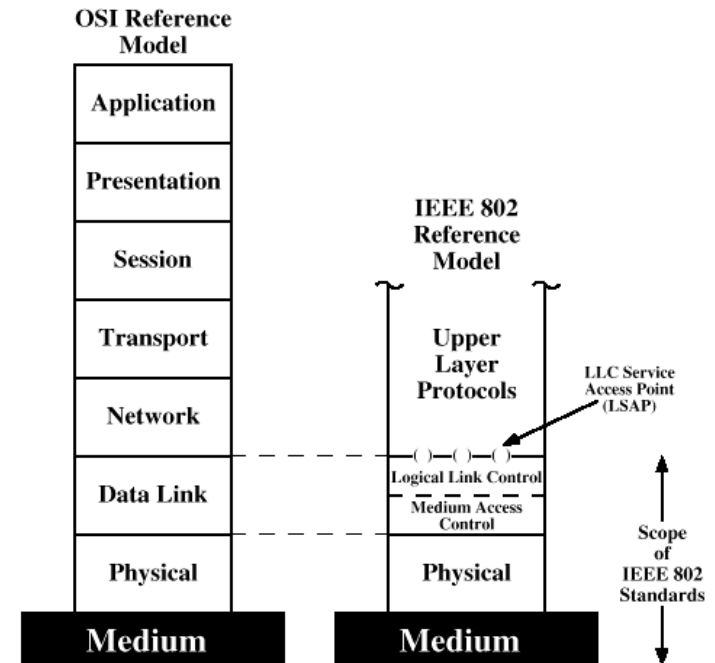 OSI Reference
Model
Application
Presentation
Session
Transport
Network
Data Link
Physical
Medium
IEEE 802
Reference
Model
Upper
Layer
Protocols
LLC Service
Access Point
(LSAP)
Logical Link Control
Medium Access
Control
Physical
Medium
Scope
of
IEEE 802
Standards